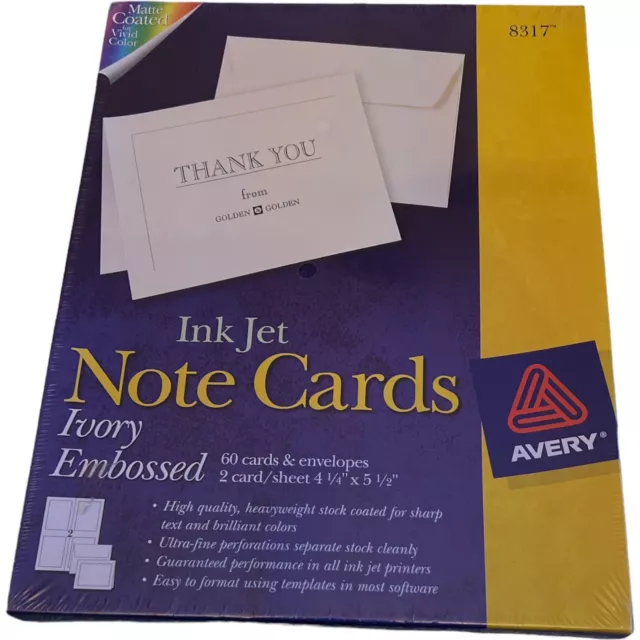 Matte
Coated
for
Vivid
Color
8317™
THANK YOU
from
GOLDEN GOLDEN
Ink Jet
Note Cards
Ivory
Embossed
60 cards & envelopes
2 card/sheet 4 1/4" x 5 1/2"
AVERY®
2
• High quality, heavyweight stock coated for sharp
text and brilliant colors
• Ultra-fine perforations separate stock cleanly
• Guaranteed performance in all ink jet printers
• Easy to format using templates in most software